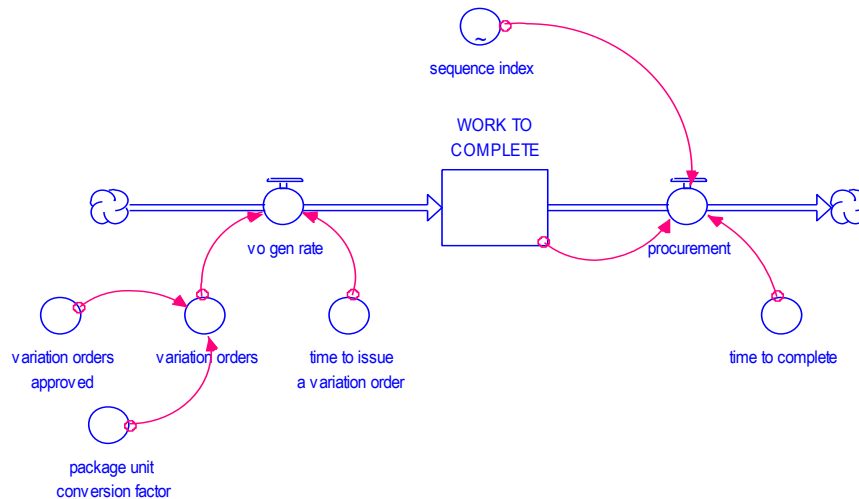 ~
sequence index
WORK TO
COMPLETE
vo gen rate
procurement
variation orders
approved
variation orders
time to issue
a variation order
time to complete
package unit
conversion factor